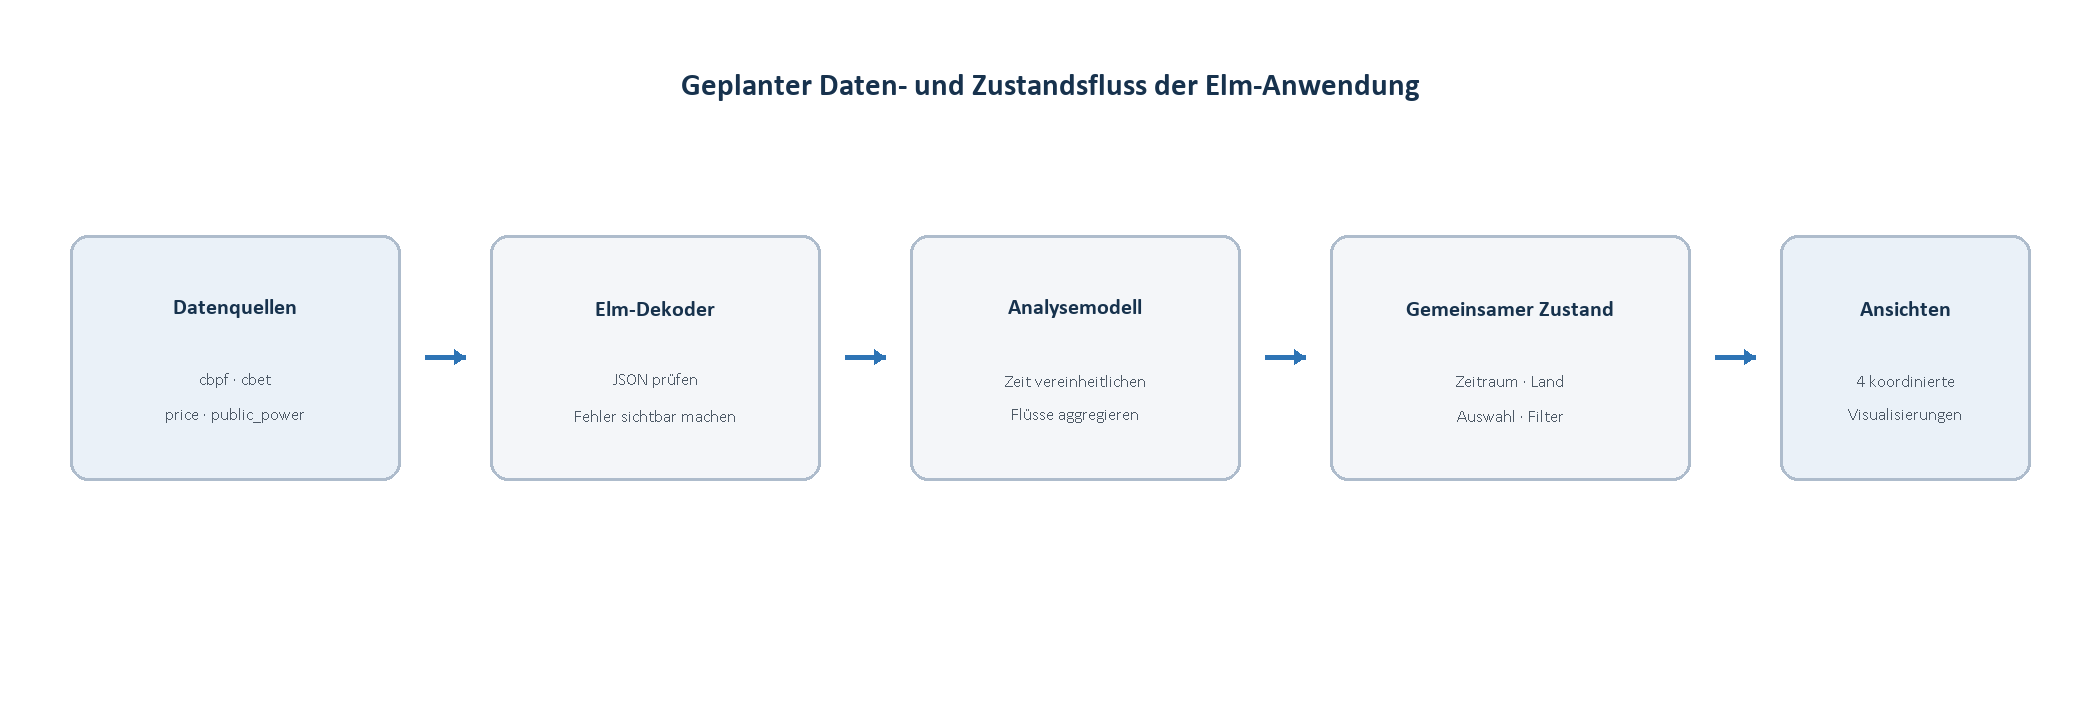 Geplanter Daten- und Zustandsfluss der Elm-Anwendung
Datenquellen
cbpf · cbet
price · public_power
Elm-Dekoder
JSON prüfen
Fehler sichtbar machen
Analysemodell
Zeit vereinheitlichen
Flüsse aggregieren
Gemeinsamer Zustand
Zeitraum · Land
Auswahl · Filter
Ansichten
4 koordinierte
Visualisierungen